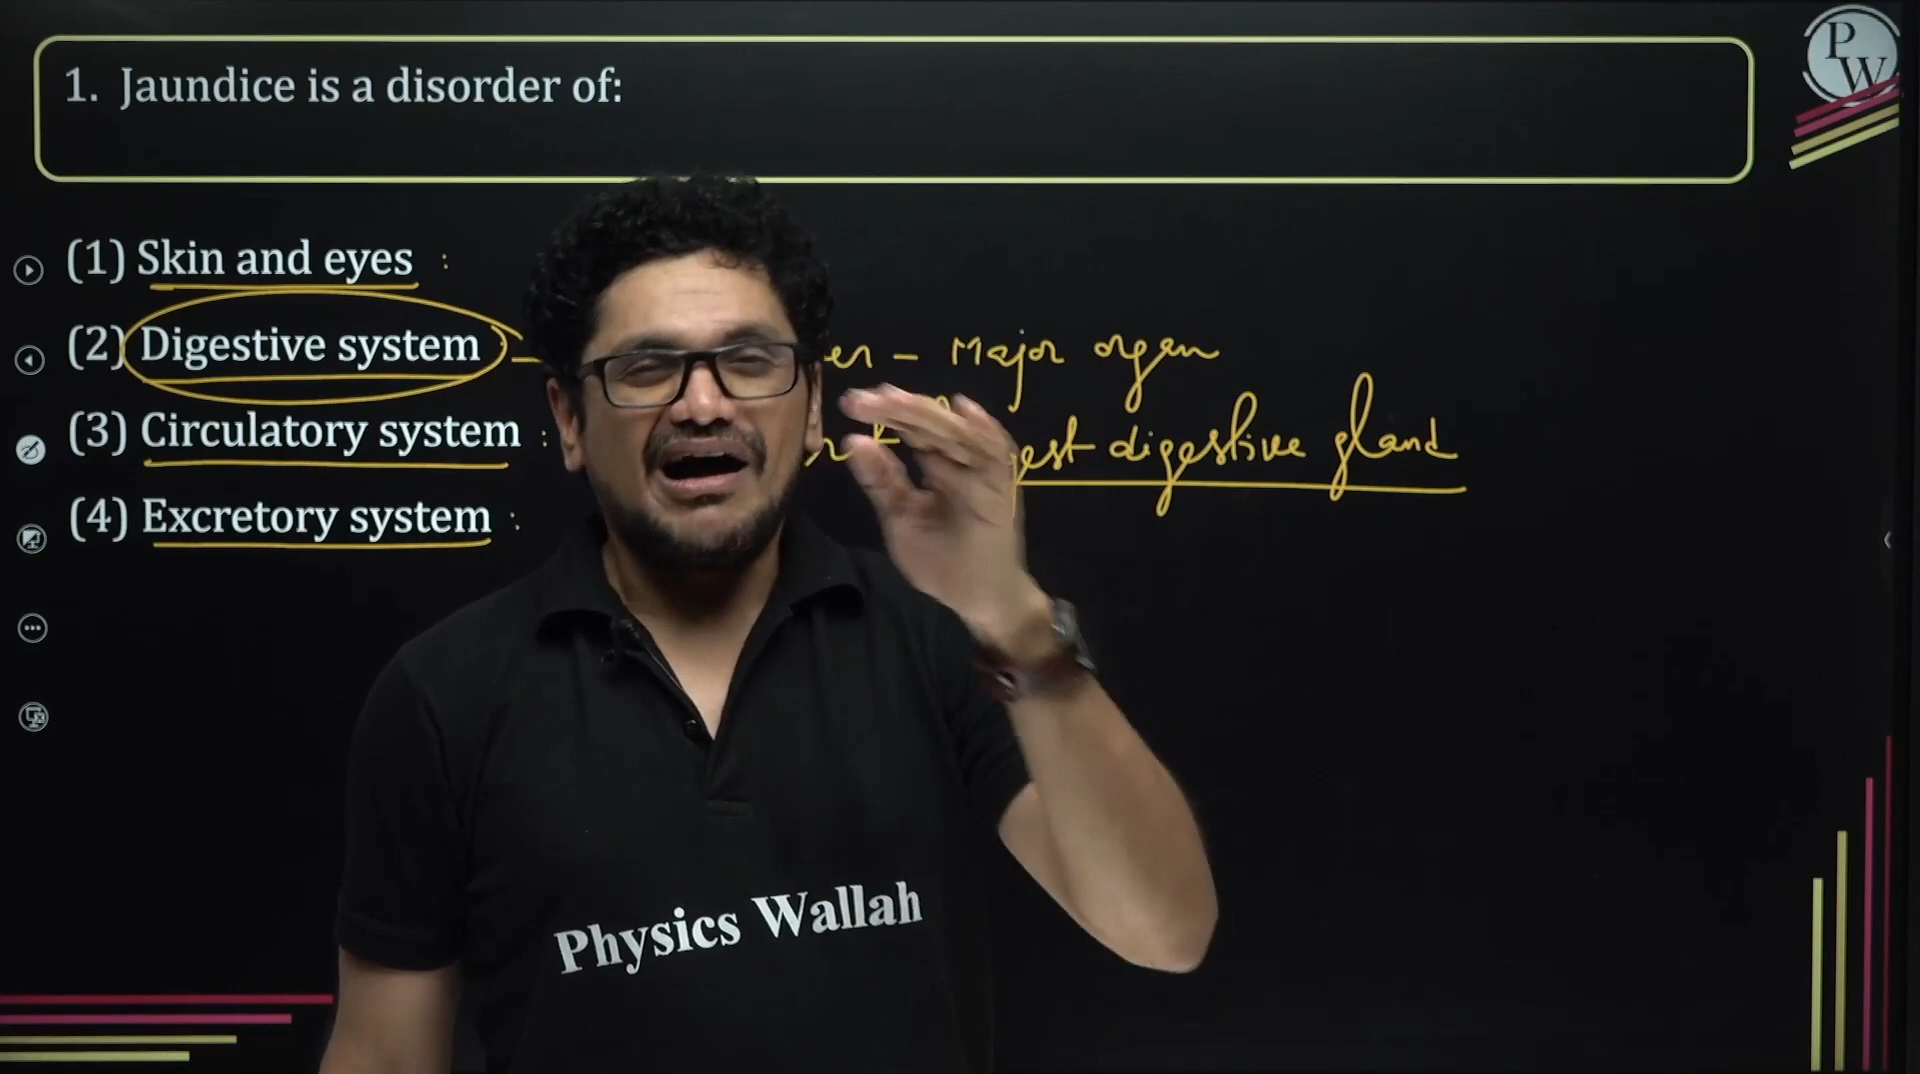 1. Jaundice is a disorder of:
PW
(1) Skin and eyes :
(2) Digestive system - Major organ
(3) Circulatory system : digestive gland
(4) Excretory system :
Physics Wallah